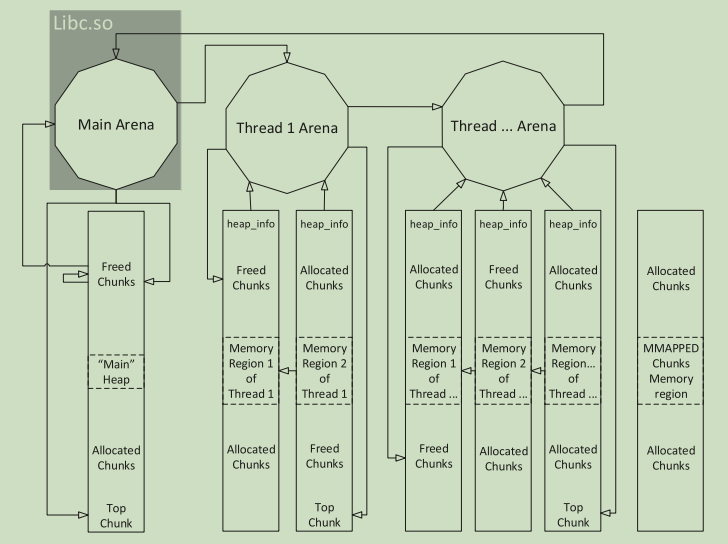 Libc.so
Main Arena
Thread 1 Arena
Thread ... Arena
Freed
Chunks
"Main"
Heap
Allocated
Chunks
Top
Chunk
heap_info
Freed
Chunks
Memory
Region 1
of
Thread 1
Allocated
Chunks
heap_info
Allocated
Chunks
Memory
Region 2
of
Thread 1
Freed
Chunks
Top
Chunk
heap_info
Allocated
Chunks
Memory
Region 1
of
Thread ...
Freed
Chunks
heap_info
Freed
Chunks
Memory
Region 2
of
Thread ...
Allocated
Chunks
heap_info
Allocated
Chunks
Memory
Region...
of
Thread ...
Allocated
Chunks
Top
Chunk
Allocated
Chunks
MMAPPED
Chunks
Memory
region
Allocated
Chunks